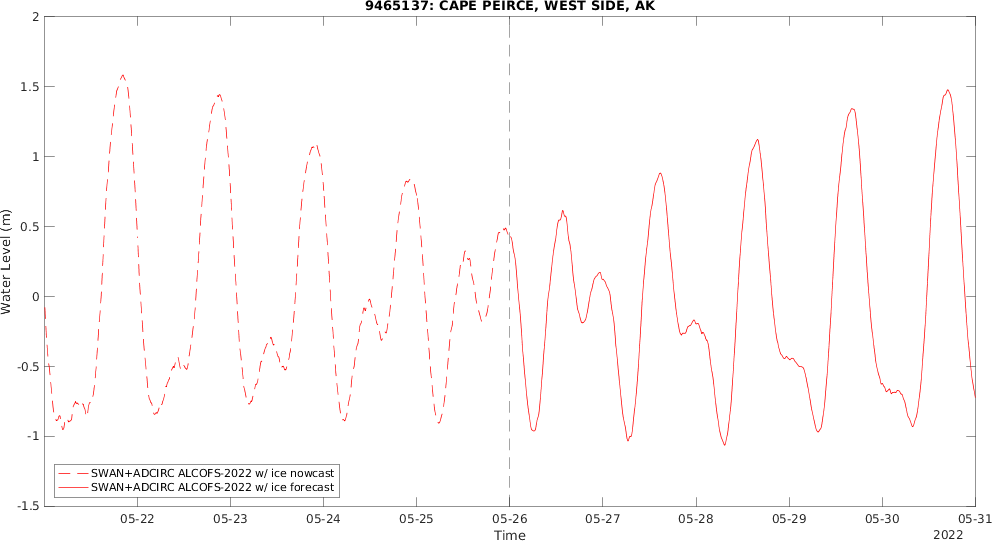 9465137: CAPE PEIRCE, WEST SIDE, AK
2
1.5
1
0.5
0
-0.5
-1
-1.5
Water Level (m)
SWAN+ADCIRC ALCOFS-2022 w/ ice nowcast
SWAN+ADCIRC ALCOFS-2022 w/ ice forecast
05-22 05-23 05-24 05-25 05-26 05-27 05-28 05-29 05-30 05-31
Time
2022